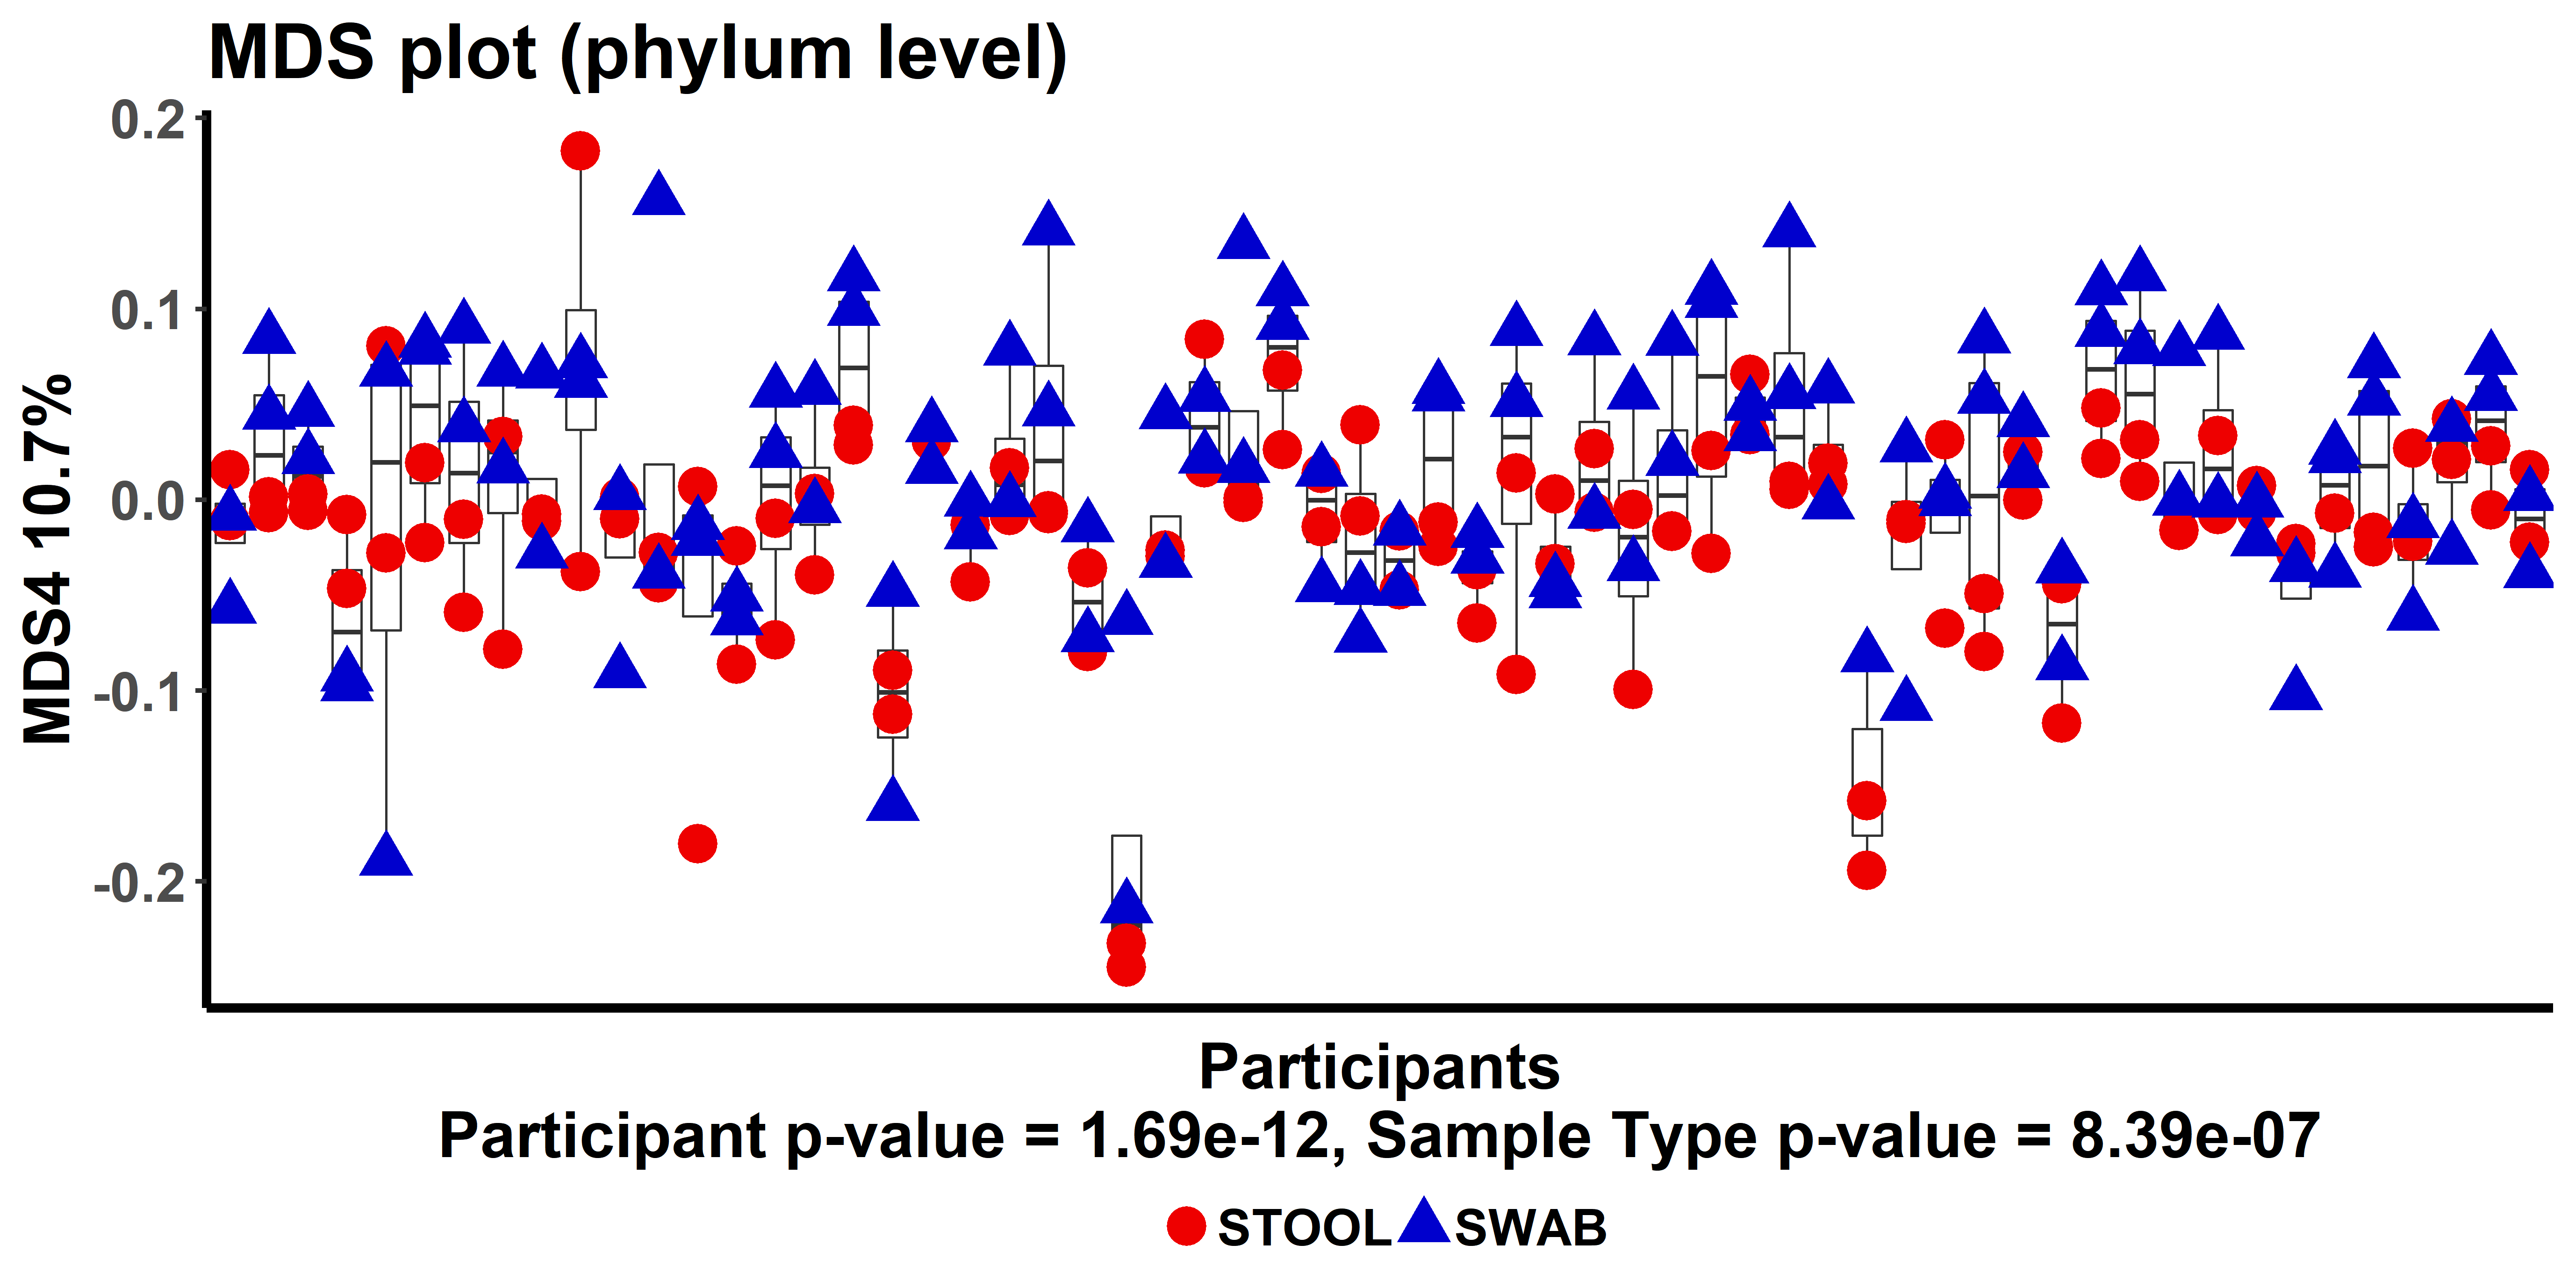 MDS plot (phylum level)
0.2
0.1
0.0
-0.1
-0.2
MDS4 10.7%
Participants
Participant p-value = 1.69e-12, Sample Type p-value = 8.39e-07
STOOL SWAB